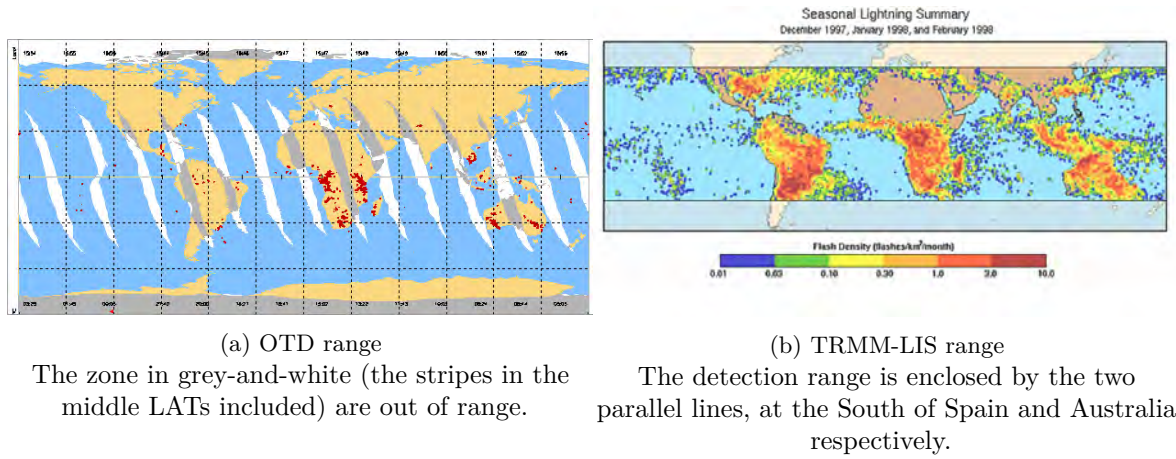 Seasonal Lightning Summary
December 1997, January 1998, and February 1998
Flash Density (flashes/km²/month)
0.01 0.03 0.10 0.30 1.0 3.0 10.0
(a) OTD range
The zone in grey-and-white (the stripes in the
middle LATs included) are out of range.
(b) TRMM-LIS range
The detection range is enclosed by the two
parallel lines, at the South of Spain and Australia
respectively.